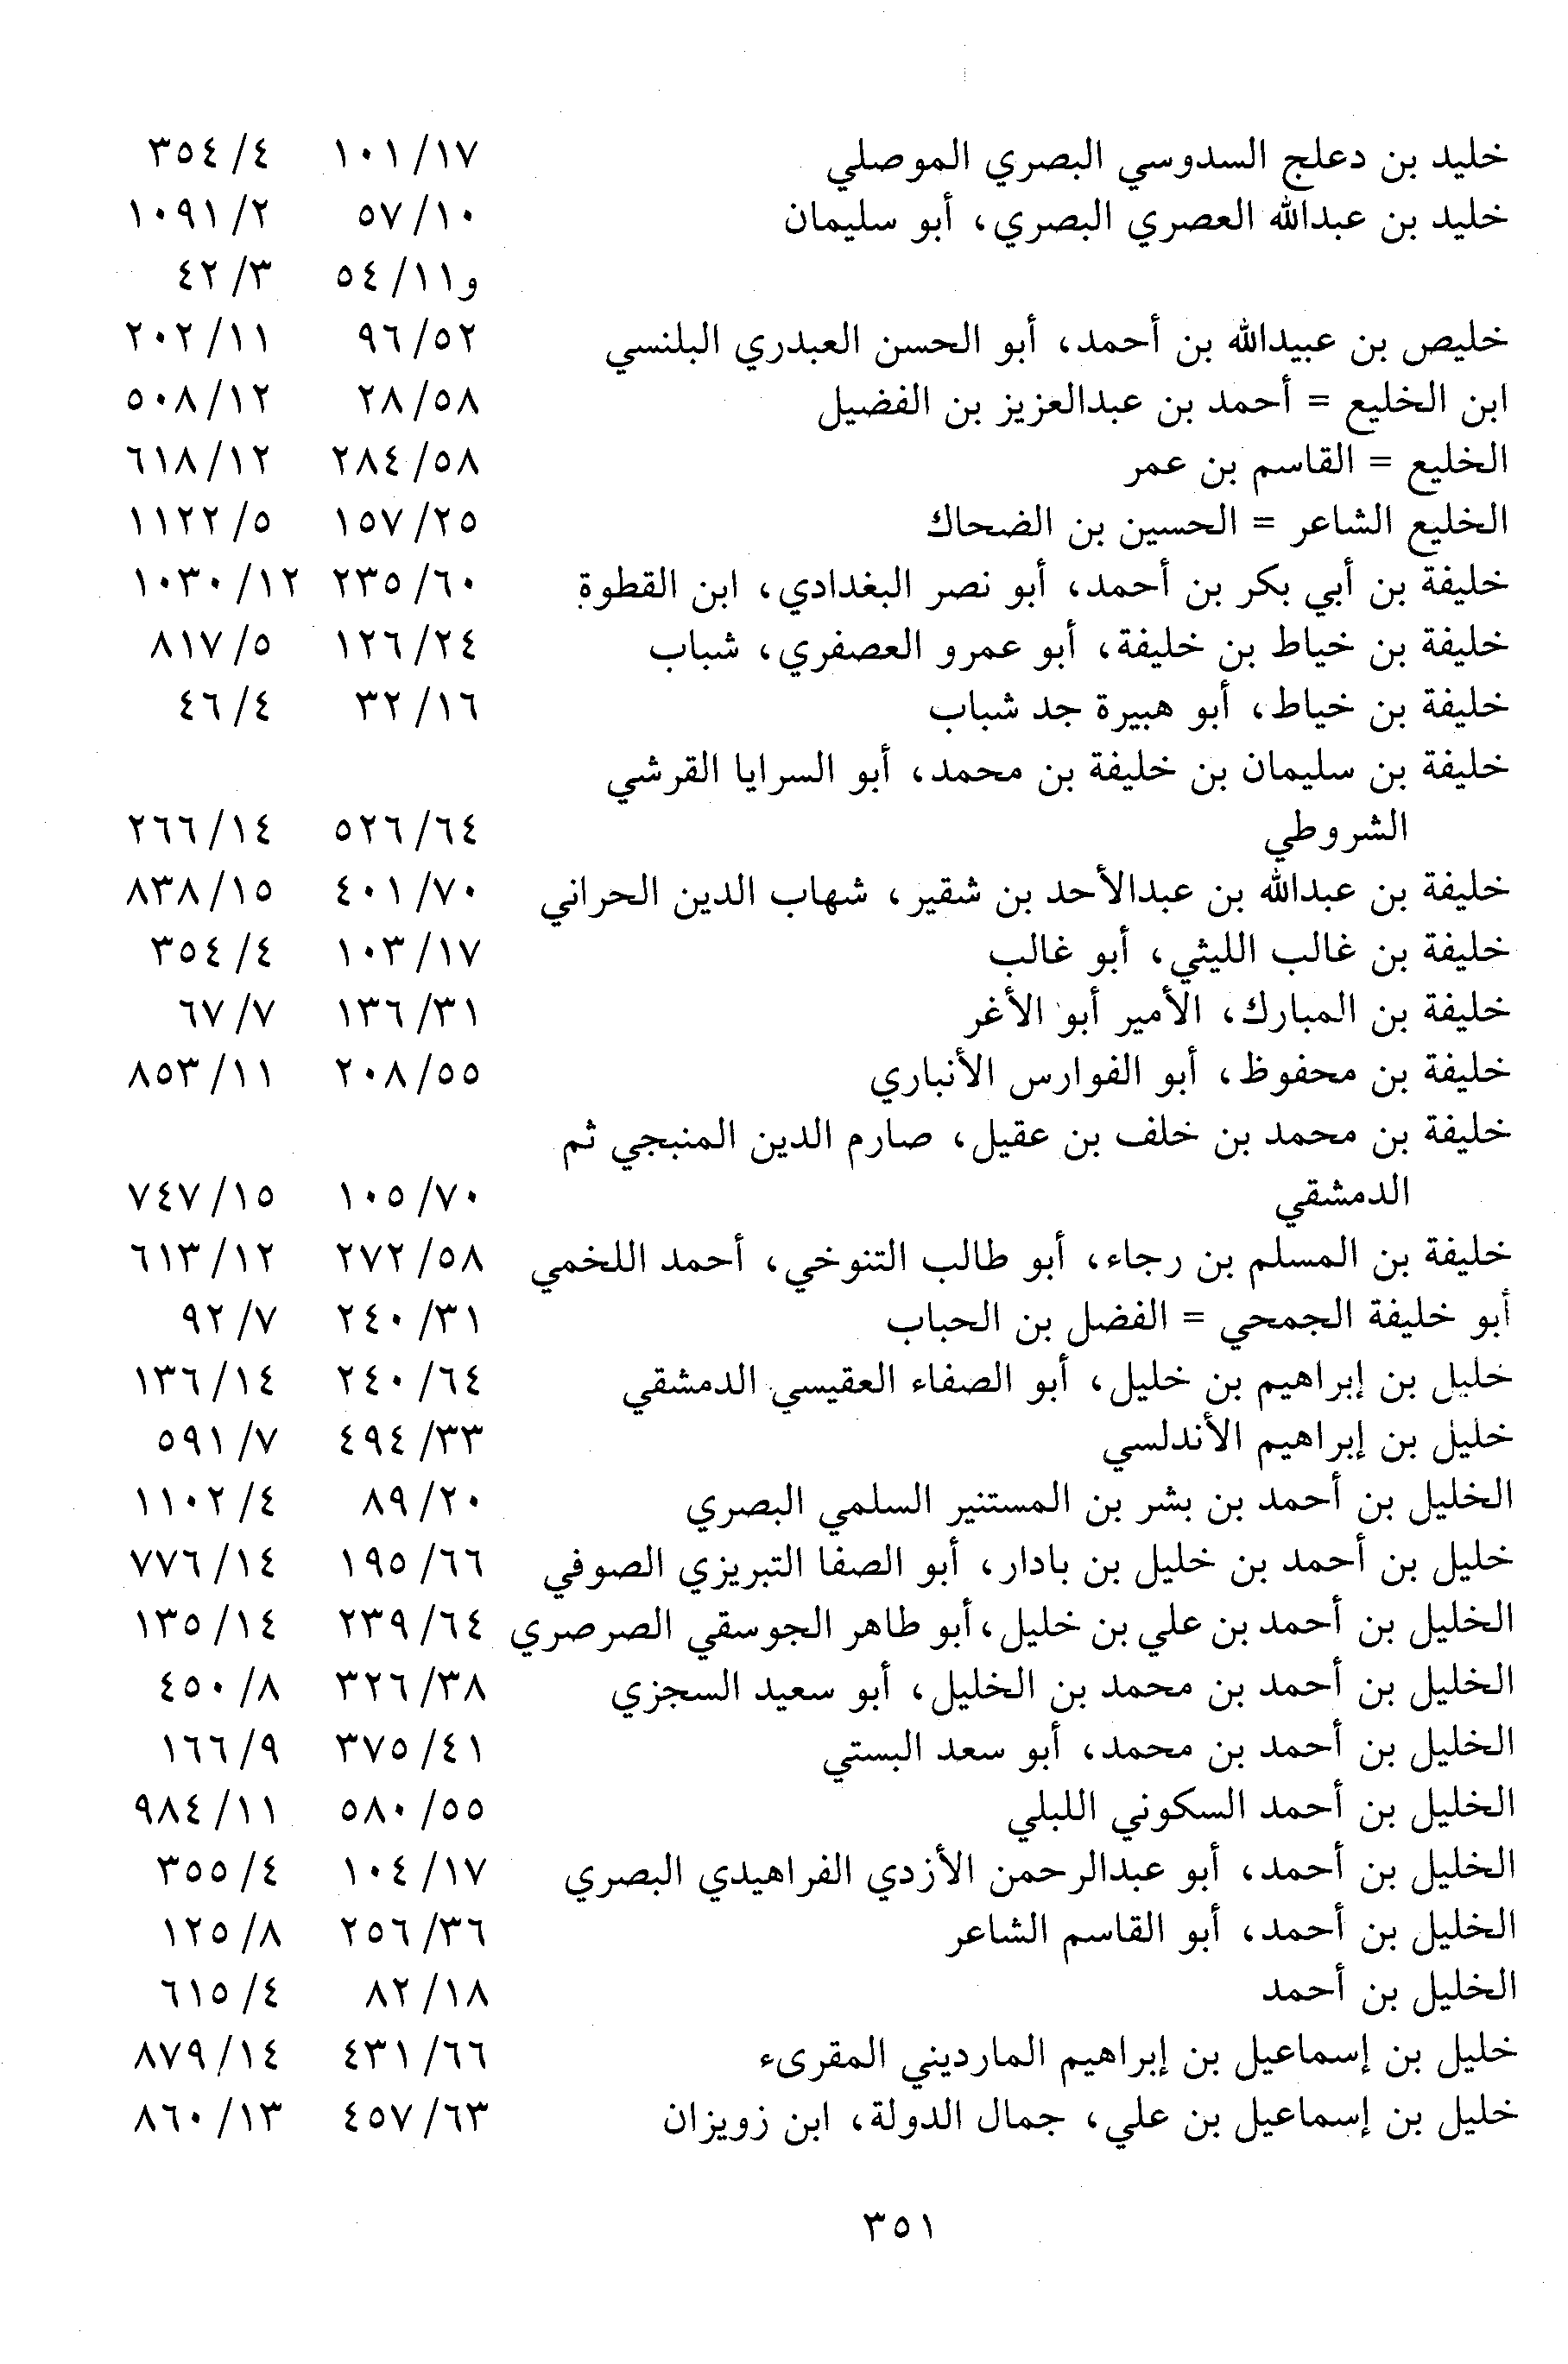 خليد بن دعلج السدوسي البصري الموصلي ١٠١/١٧ ٣٥٤/٤
خليد بن عبدالله العصري البصري، أبو سليمان ٥٧/١٠ ١٠٩١/٢
و٥٤/١١ ٤٢/٣
خليص بن عبيدالله بن أحمد، أبو الحسن العبدري البلنسي ٩٦/٥٢ ٢٠٢/١١
ابن الخليع = أحمد بن عبدالعزيز بن الفضيل ٢٨/٥٨ ٥٠٨/١٢
الخليع = القاسم بن عمر ٢٨٤/٥٨ ٦١٨/١٢
الخليع الشاعر = الحسين بن الضحاك ١٥٧/٢٥ ١١٢٢/٥
خليفة بن أبي بكر بن أحمد، أبو نصر البغدادي، ابن القطوة ٢٣٥/٦٠ ١٠٣٠/١٢
خليفة بن خياط بن خليفة، أبو عمرو العصفري، شباب ١٢٦/٢٤ ٨١٧/٥
خليفة بن خياط، أبو هبيرة جد شباب ٣٢/١٦ ٤٦/٤
خليفة بن سليمان بن خليفة بن محمد، أبو السرايا القرشي
الشروطي ٥٢٦/٦٤ ٢٦٦/١٤
خليفة بن عبدالله بن عبدالأحد بن شقير، شهاب الدين الحراني ٤٠١/٧٠ ٨٣٨/١٥
خليفة بن غالب الليثي، أبو غالب ١٠٣/١٧ ٣٥٤/٤
خليفة بن المبارك، الأمير أبو الأغر ١٣٦/٣١ ٦٧/٧
خليفة بن محفوظ، أبو الفوارس الأنباري ٢٠٨/٥٥ ٨٥٣/١١
خليفة بن محمد بن خلف بن عقيل، صارم الدين المنبجي ثم
الدمشقي ١٠٥/٧٠ ٧٤٧/١٥
خليفة بن المسلم بن رجاء، أبو طالب التنوخي، أحمد اللخمي ٢٧٢/٥٨ ٦١٣/١٢
أبو خليفة الجمحي = الفضل بن الحباب ٢٤٠/٣١ ٩٢/٧
خليل بن إبراهيم بن خليل، أبو الصفاء العقيسي الدمشقي ٢٤٠/٦٤ ١٣٦/١٤
خليل بن إبراهيم الأندلسي ٤٩٤/٣٣ ٥٩١/٧
الخليل بن أحمد بن بشر بن المستنير السلمي البصري ٨٩/٢٠ ١١٠٢/٤
خليل بن أحمد بن خليل بن بادار، أبو الصفا التبريزي الصوفي ١٩٥/٦٦ ٧٧٦/١٤
الخليل بن أحمد بن علي بن خليل، أبو طاهر الجوسقي الصرصري ٢٣٩/٦٤ ١٣٥/١٤
الخليل بن أحمد بن محمد بن الخليل، أبو سعيد السجزي ٣٢٦/٣٨ ٤٥٠/٨
الخليل بن أحمد بن محمد، أبو سعد البستي ٣٧٥/٤١ ١٦٦/٩
الخليل بن أحمد السكوني اللبلي ٥٨٠/٥٥ ٩٨٤/١١
الخليل بن أحمد، أبو عبدالرحمن الأزدي الفراهيدي البصري ١٠٤/١٧ ٣٥٥/٤
الخليل بن أحمد، أبو القاسم الشاعر ٢٥٦/٣٦ ١٢٥/٨
الخليل بن أحمد ٨٢/١٨ ٦١٥/٤
خليل بن إسماعيل بن إبراهيم المارديني المقرىء ٤٣١/٦٦ ٨٧٩/١٤
خليل بن إسماعيل بن علي، جمال الدولة، ابن زويزان ٤٥٧/٦٣ ٨٦٠/١٣
٣٥١